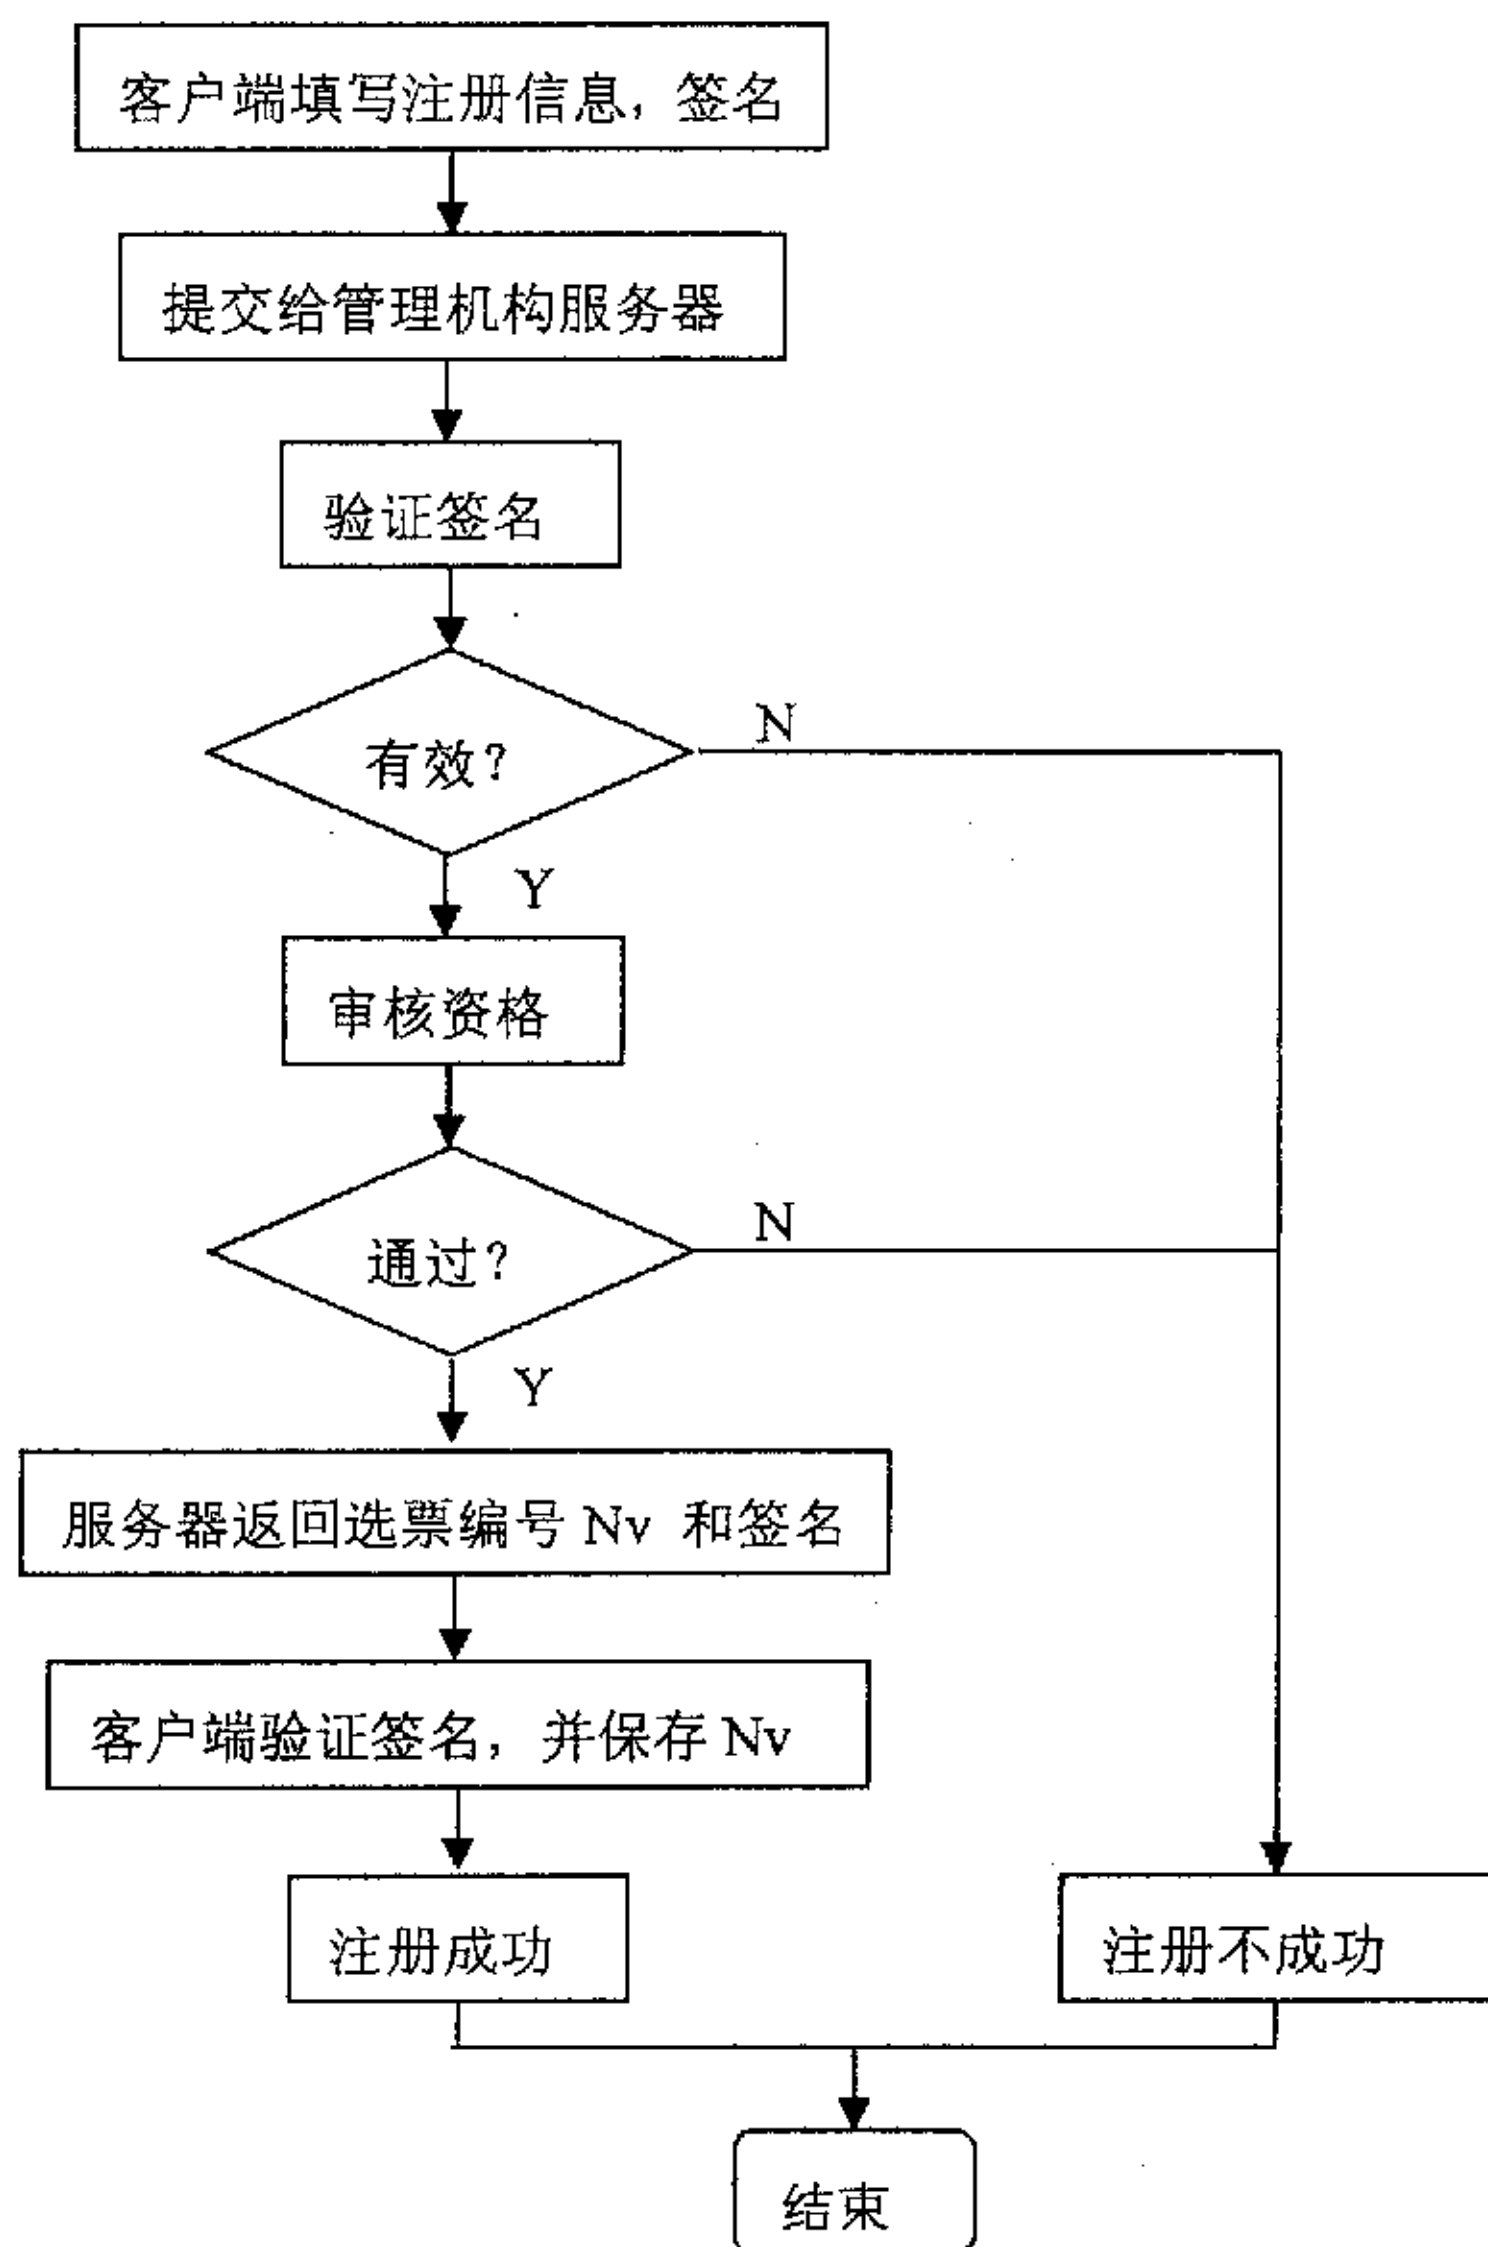 客户端填写注册信息，签名
提交给管理机构服务器
验证签名
有效？
N
Y
审核资格
通过？
N
Y
服务器返回选票编号 Nv 和签名
客户端验证签名，并保存 Nv
注册成功
注册不成功
结束